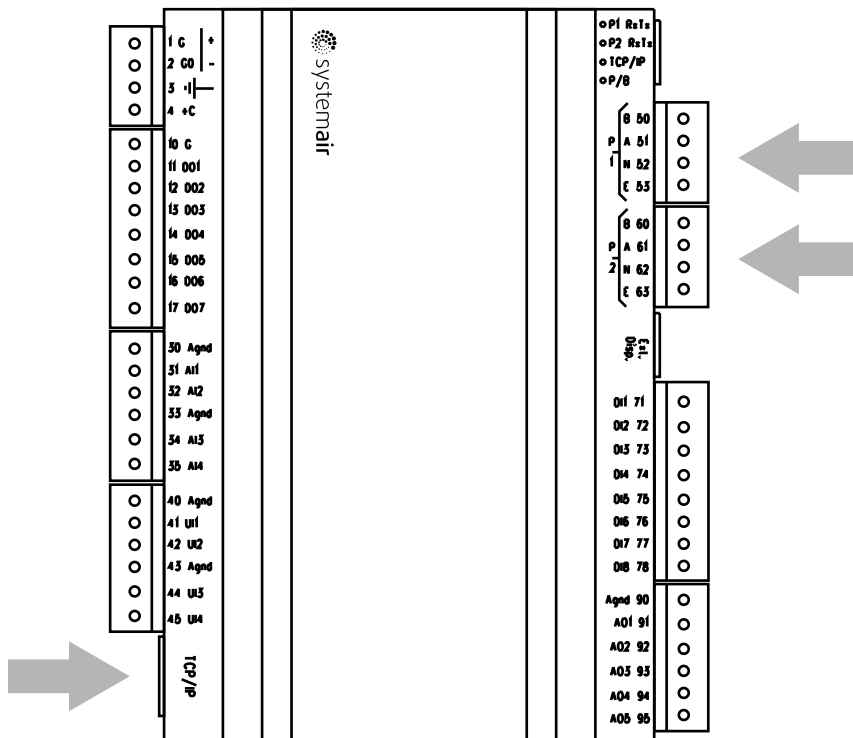 1 G +
2 G0 -
3
4 +C
10 G
11 DO1
12 DO2
13 DO3
14 DO4
15 DO5
16 DO6
17 DO7
30 Agnd
31 AI1
32 AI2
33 Agnd
34 AI3
35 AI4
40 Agnd
41 UI1
42 UI2
43 Agnd
44 UI3
45 UI4
TCP/IP
systemair
P1 RxTx
P2 RxTx
TCP/IP
P/B
P1
B 50
A 51
N 52
E 53
P2
B 60
A 61
N 62
E 63
Ext.
Disp.
DI1 71
DI2 72
DI3 73
DI4 74
DI5 75
DI6 76
DI7 77
DI8 78
Agnd 90
AO1 91
AO2 92
AO3 93
AO4 94
AO5 95